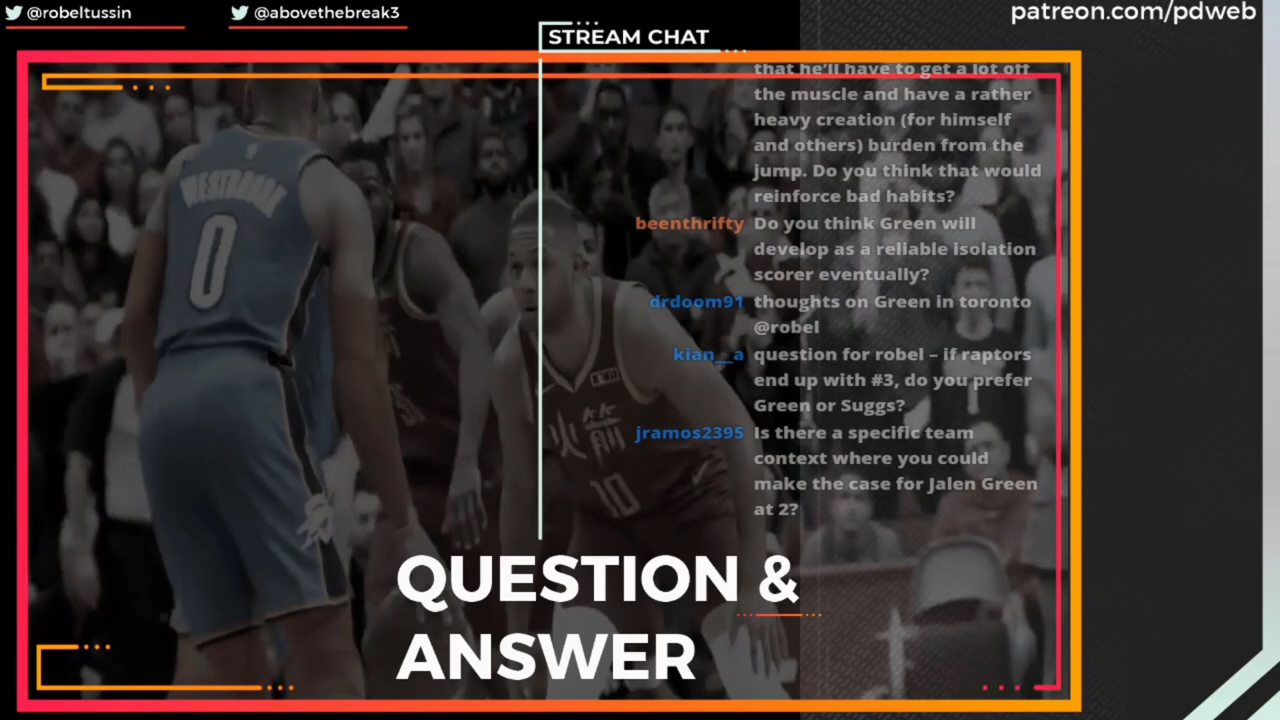 @robeltussin
@abovethebreak3
patreon.com/pdweb
STREAM CHAT
that he'll have to get a lot off
the muscle and have a rather
heavy creation (for himself
and others) burden from the
jump. Do you think that would
reinforce bad habits?
beenthrifty Do you think Green will
develop as a reliable isolation
scorer eventually?
drdoom91 thoughts on Green in toronto
@robel
kian__a question for robel – if raptors
end up with #3, do you prefer
Green or Suggs?
jramos2395 Is there a specific team
context where you could
make the case for Jalen Green
at 2?
WESTBROOK
0
10
1
QUESTION &
ANSWER